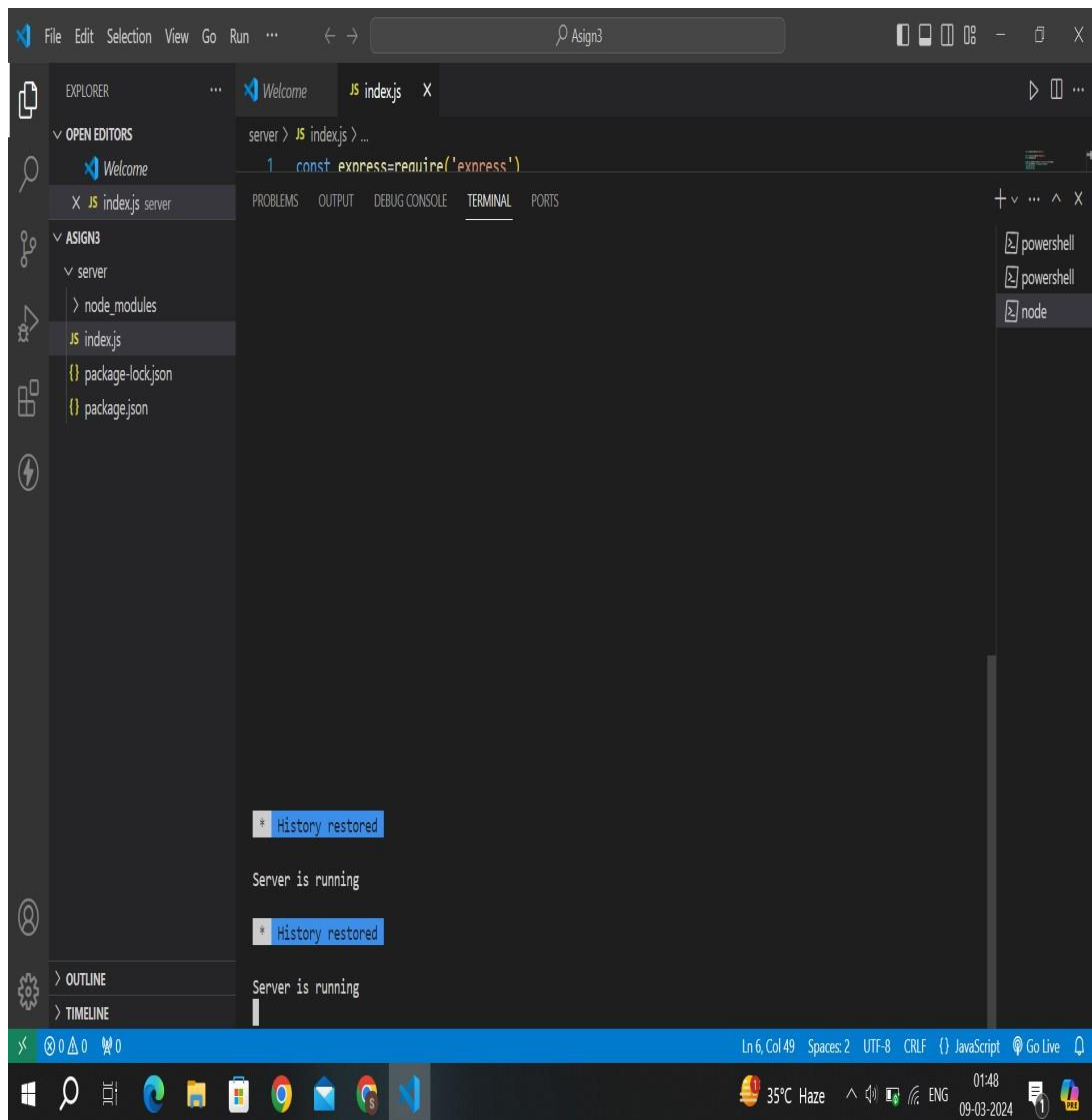 File Edit Selection View Go Run ··· Asign3
EXPLORER ···
OPEN EDITORS
Welcome
JS index.js server
ASIGN3
server
node_modules
JS index.js
{} package-lock.json
{} package.json
OUTLINE
TIMELINE
Welcome JS index.js
server > JS index.js > ...
1 const express=require('express')
PROBLEMS OUTPUT DEBUG CONSOLE TERMINAL PORTS
powershell
powershell
node
* History restored
Server is running
* History restored
Server is running
0 0 0 Ln 6, Col 49 Spaces: 2 UTF-8 CRLF {} JavaScript Go Live
1 35°C Haze ENG 01:48
09-03-2024 1 PRE